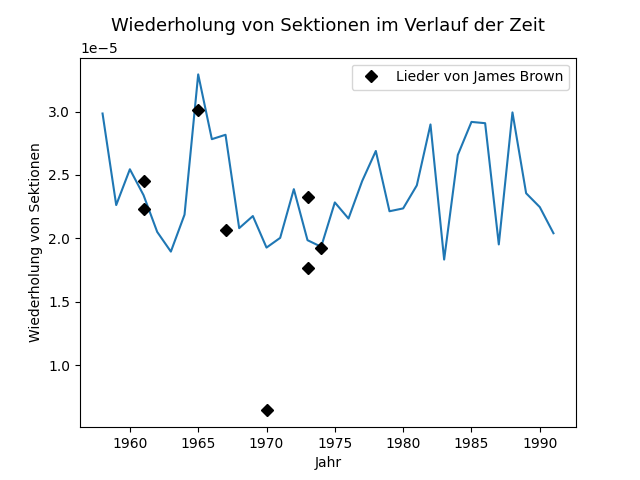 Wiederholung von Sektionen im Verlauf der Zeit
1e−5
Lieder von James Brown
3.0
2.5
2.0
1.5
1.0
Wiederholung von Sektionen
1960 1965 1970 1975 1980 1985 1990
Jahr